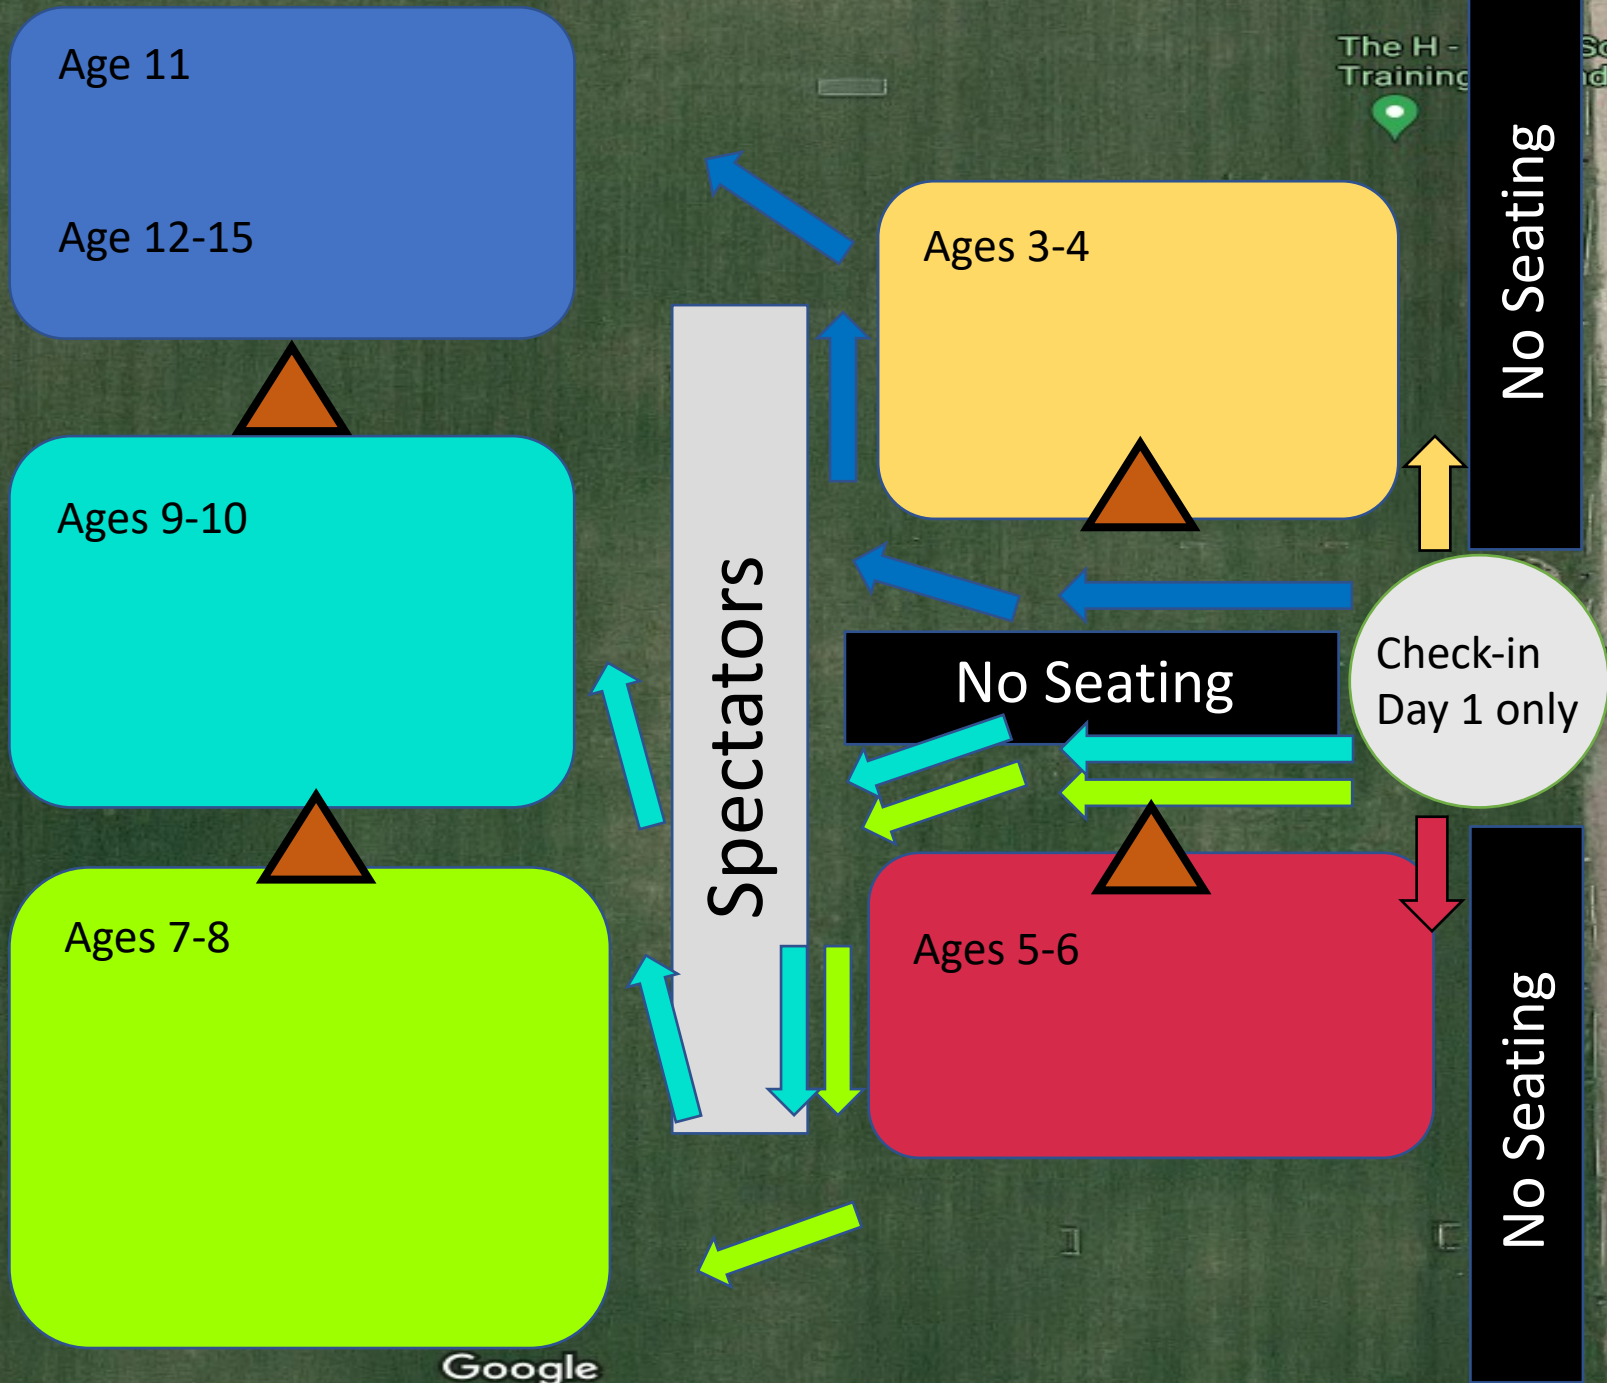 Age 11
Age 12-15
The H -
Training
Ages 3-4
No Seating
Ages 9-10
Spectators
No Seating
Check-in
Day 1 only
Ages 7-8
Ages 5-6
No Seating
Google